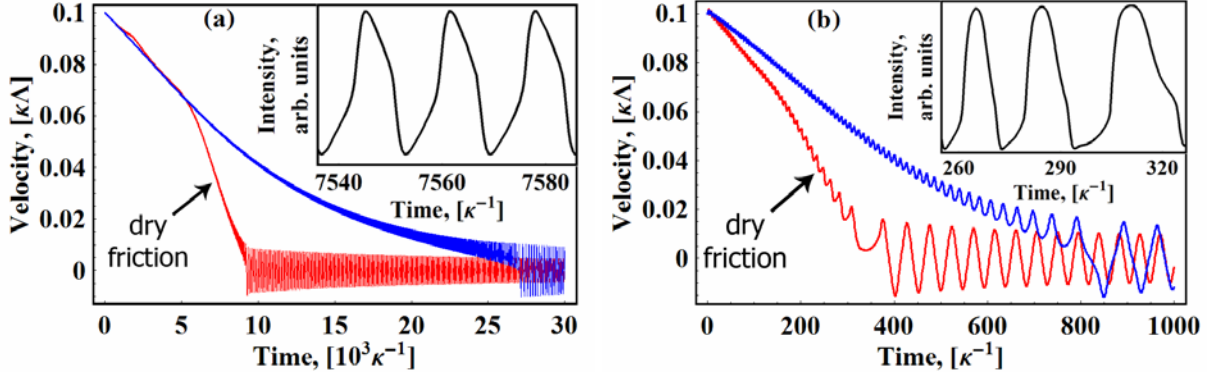 (a)
Velocity, [κΛ]
0.1
0.08
0.06
0.04
0.02
0
dry
friction
0 5 10 15 20 25 30
Time, [10³κ⁻¹]
Intensity,
arb. units
7540 7560 7580
Time, [κ⁻¹]
(b)
Velocity, [κΛ]
0.1
0.08
0.06
0.04
0.02
0
dry
friction
0 200 400 600 800 1000
Time, [κ⁻¹]
Intensity,
arb. units
260 290 320
Time, [κ⁻¹]